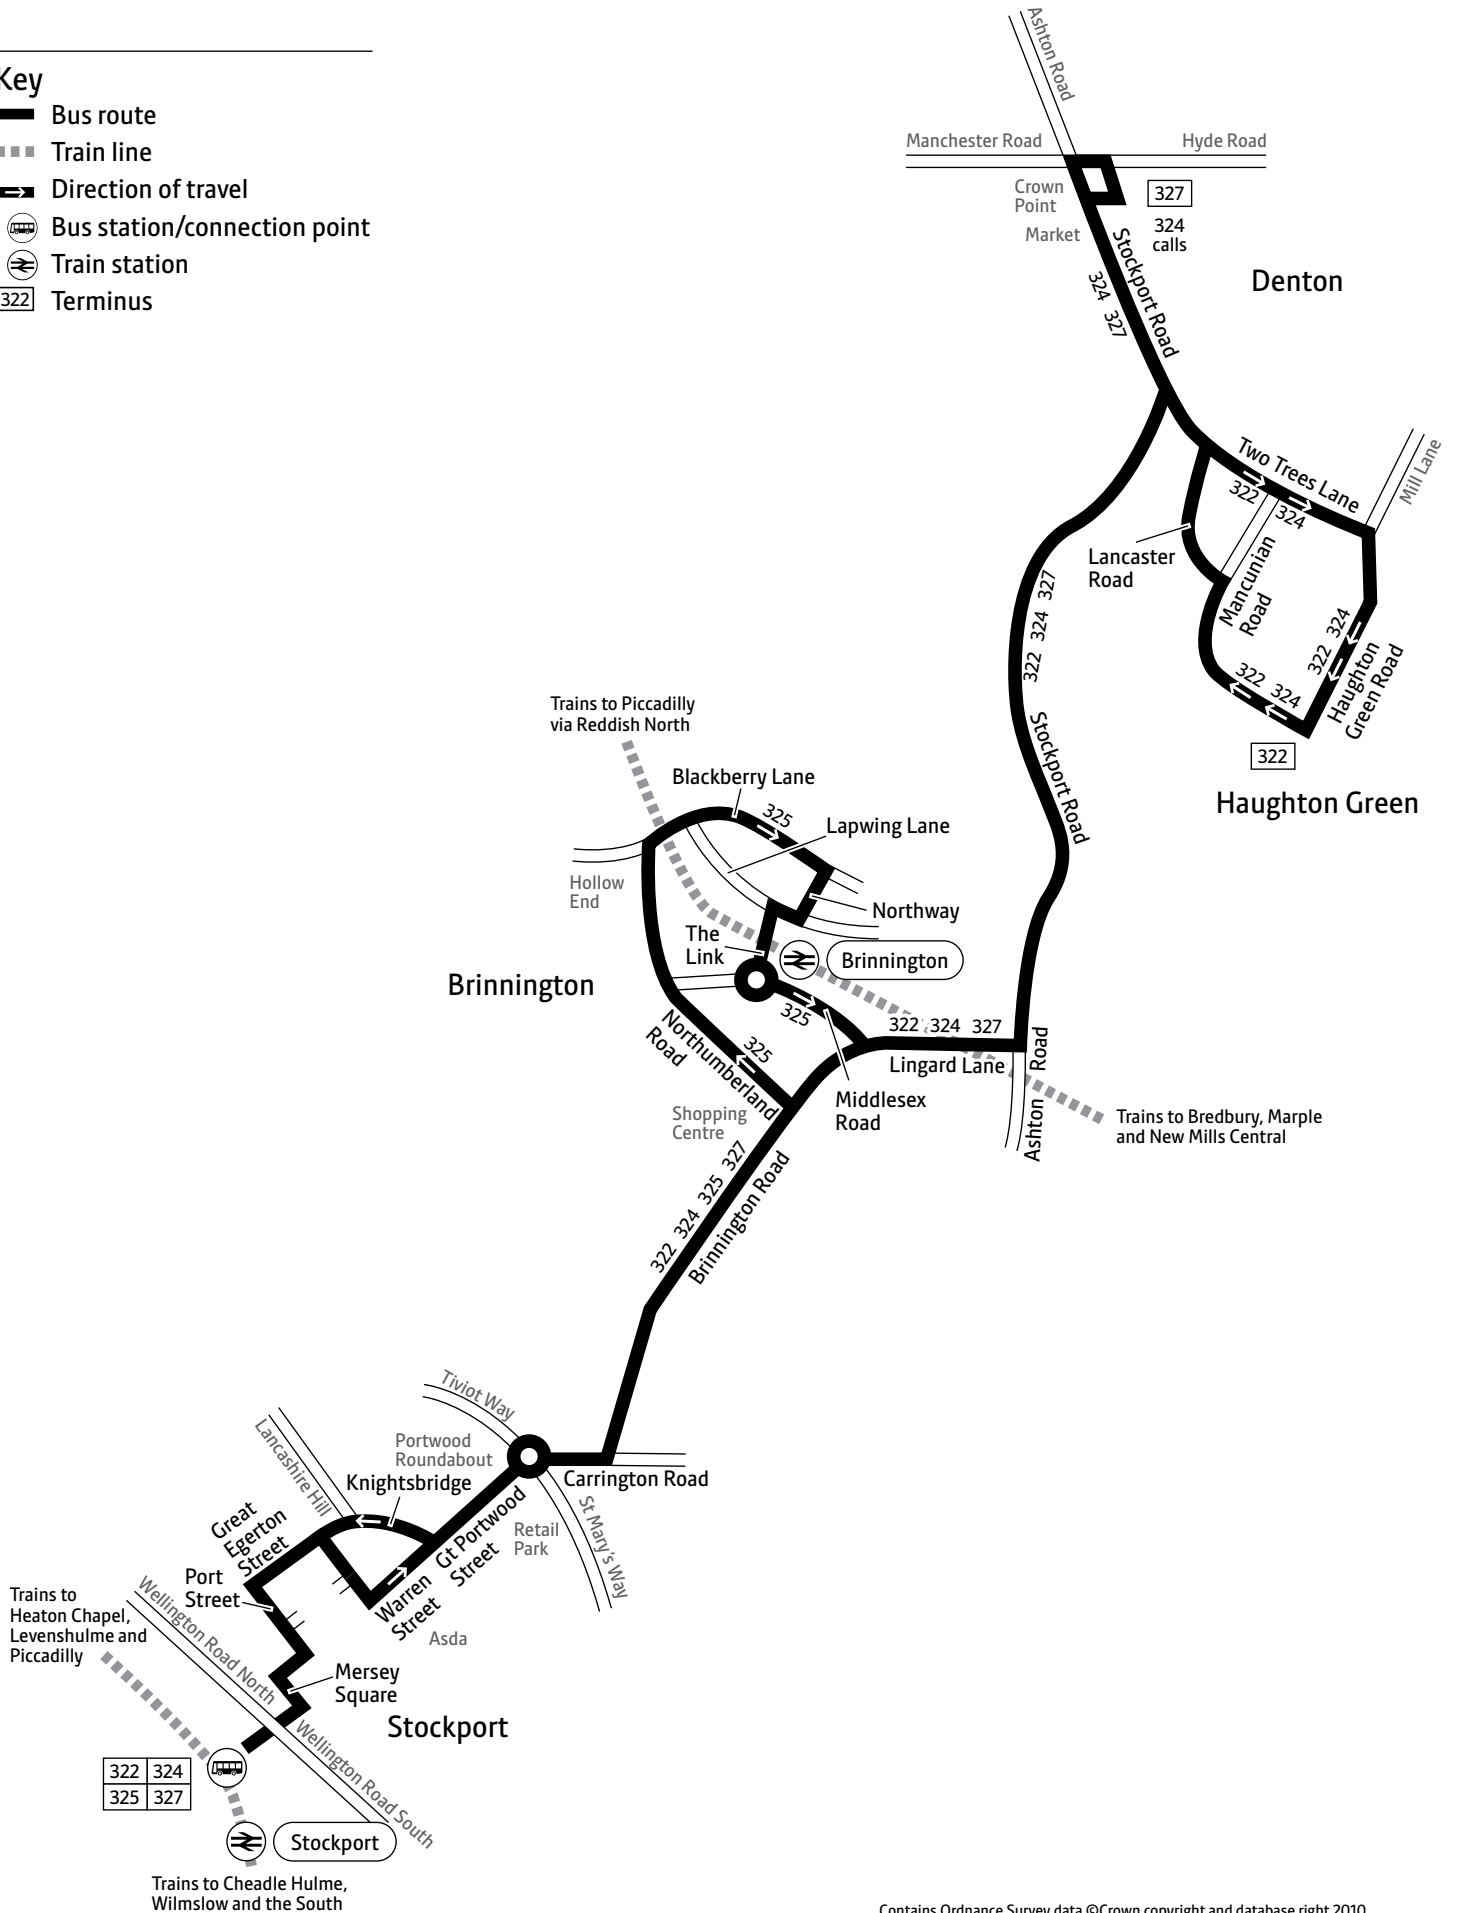 Key
Bus route
Train line
Direction of travel
Bus station/connection point
Train station
322 Terminus
Ashton Road
Manchester Road
Hyde Road
Crown
Point
Market
327
324
calls
Stockport Road
324 327
Denton
Two Trees Lane
322
324
Mill Lane
Lancaster
Road
Mancunian
Road
322 324
Haughton
Green Road
322 324
322
Haughton Green
322 324 327
Stockport Road
Trains to Piccadilly
via Reddish North
Blackberry Lane
325
Lapwing Lane
Hollow
End
Northway
The
Link
Brinnington
Brinnington
325
322 324 327
Lingard Lane
Ashton Road
Northumberland
Road
325
Middlesex
Road
Shopping
Centre
Trains to Bredbury, Marple
and New Mills Central
322 324 325 327
Brinnington Road
Tiviot Way
Portwood
Roundabout
Lancashire Hill
Knightsbridge
Carrington Road
Great
Egerton
Street
Gt Portwood
Street
Retail
Park
St Mary's Way
Port
Street
Warren
Street
Asda
Trains to
Heaton Chapel,
Levenshulme and
Piccadilly
Wellington Road North
Mersey
Square
Stockport
Wellington Road South
322 324
325 327
Stockport
Trains to Cheadle Hulme,
Wilmslow and the South
Contains Ordnance Survey data ©Crown copyright and database right 2010